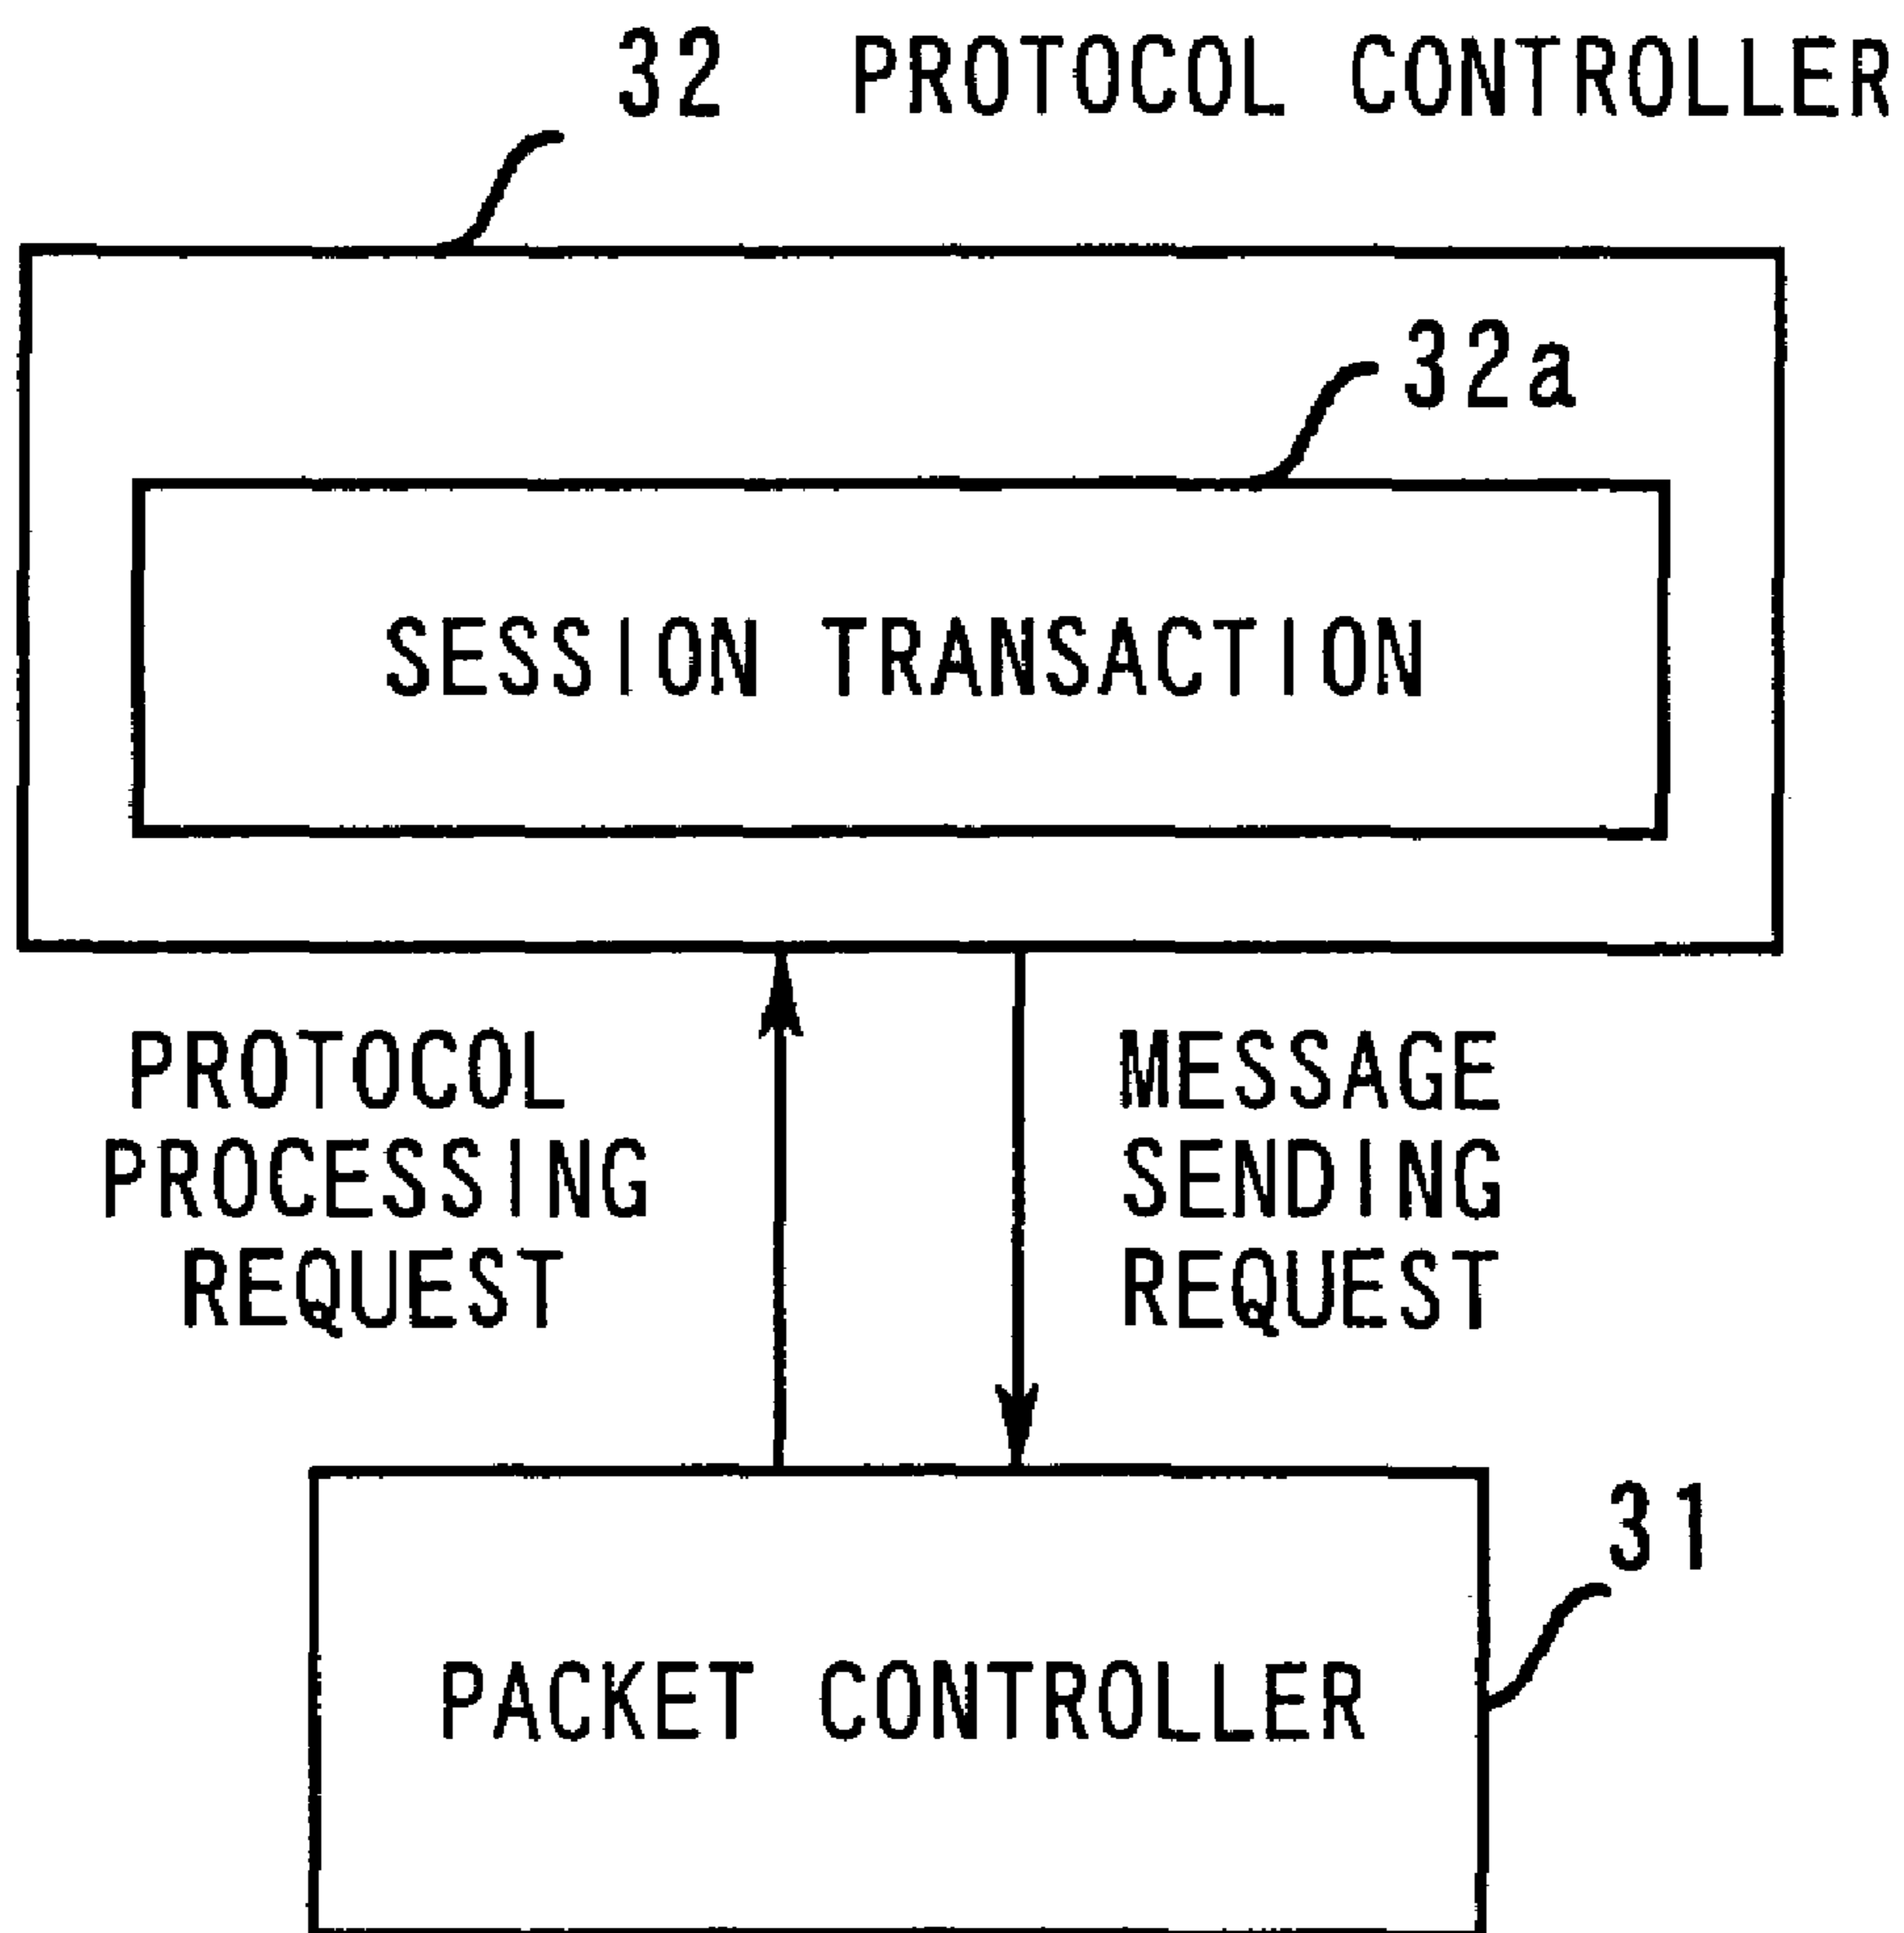 32 PROTOCOL CONTROLLER
32a
SESSION TRANSACTION
PROTOCOL
PROCESSING
REQUEST
MESSAGE
SENDING
REQUEST
31
PACKET CONTROLLER